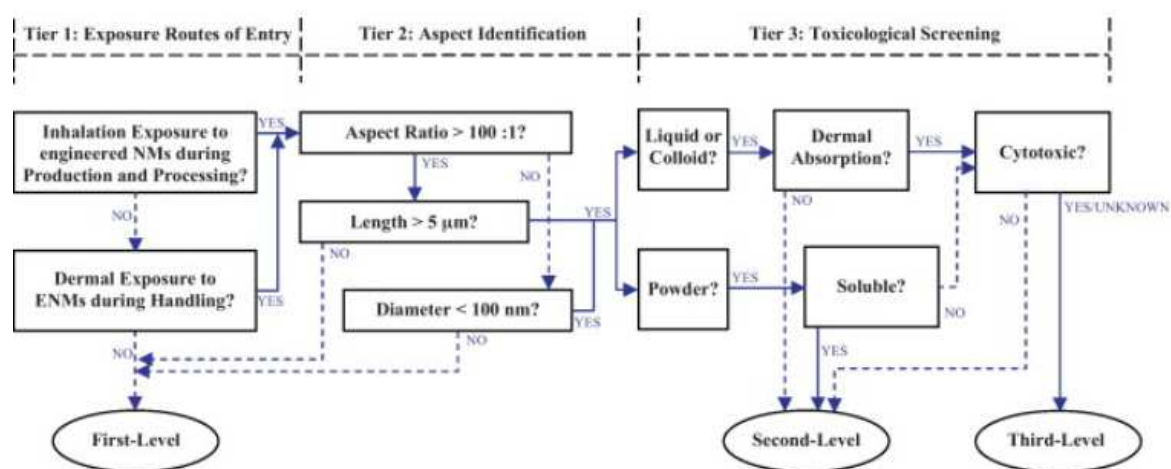 Tier 1: Exposure Routes of Entry
Tier 2: Aspect Identification
Tier 3: Toxicological Screening
Inhalation Exposure to
engineered NMs during
Production and Processing?
YES
NO
Dermal Exposure to
ENMs during Handling?
YES
NO
First-Level
Aspect Ratio > 100 :1?
YES
NO
Length > 5 μm?
YES
NO
Diameter < 100 nm?
YES
NO
Liquid or
Colloid?
YES
Dermal
Absorption?
YES
NO
Cytotoxic?
NO
YES/UNKNOWN
Powder?
YES
Soluble?
NO
YES
Second-Level
Third-Level